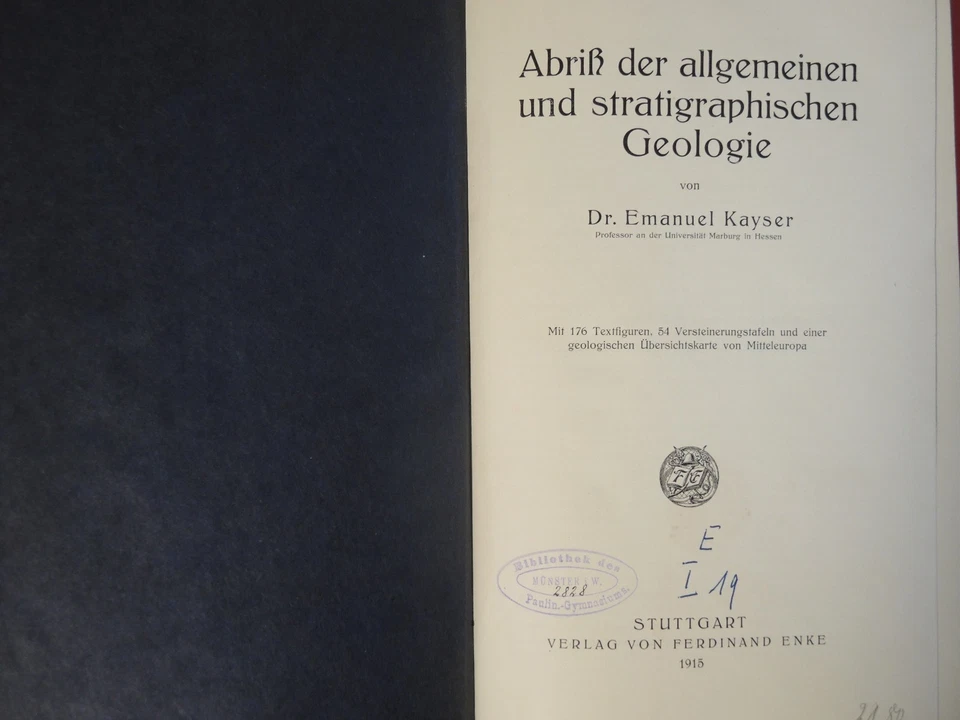 Abriß der allgemeinen
und stratigraphischen
Geologie
von
Dr. Emanuel Kayser
Professor an der Universität Marburg in Hessen
Mit 176 Textfiguren, 54 Versteinerungstafeln und einer
geologischen Übersichtskarte von Mitteleuropa
F E
E
I 19
Bibliothek des
MÜNSTER i. W.
2828
Paulin.-Gymnasiums.
STUTTGART
VERLAG VON FERDINAND ENKE
1915